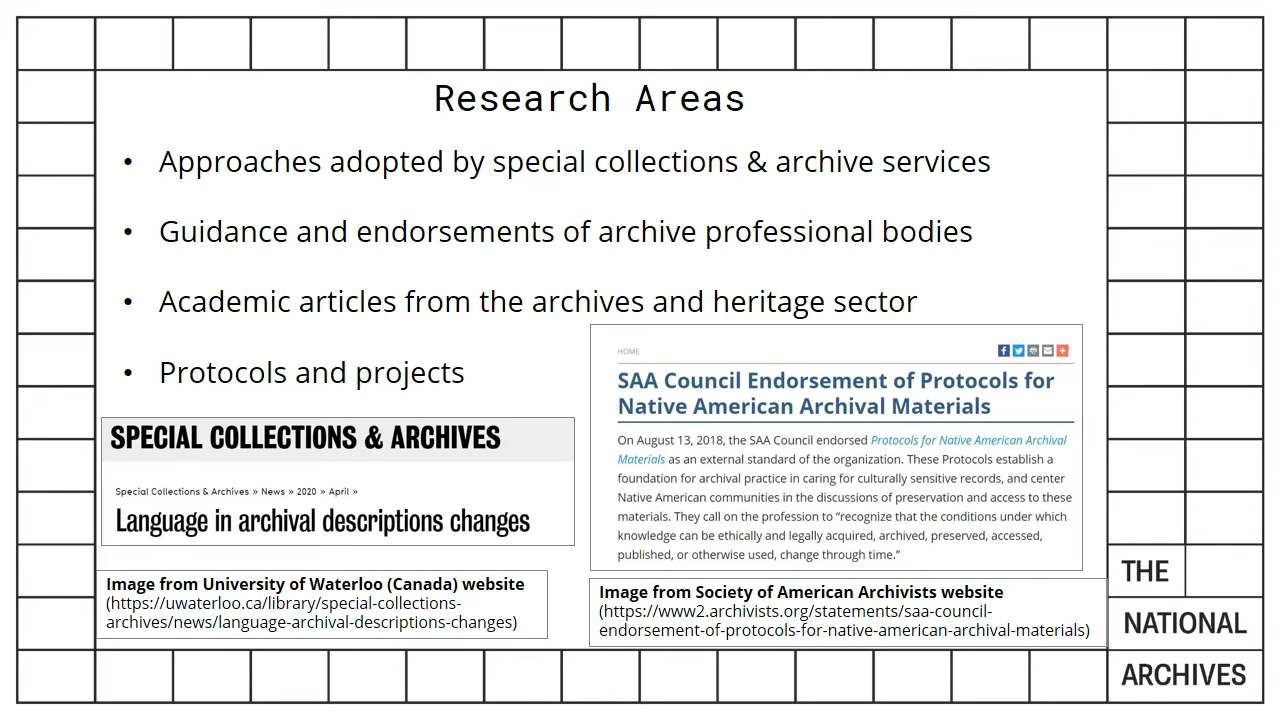 Research Areas
• Approaches adopted by special collections & archive services
• Guidance and endorsements of archive professional bodies
• Academic articles from the archives and heritage sector
• Protocols and projects
SPECIAL COLLECTIONS & ARCHIVES
Special Collections & Archives » News » 2020 » April »
Language in archival descriptions changes
Image from University of Waterloo (Canada) website
(https://uwaterloo.ca/library/special-collections-
archives/news/language-archival-descriptions-changes)
HOME
SAA Council Endorsement of Protocols for
Native American Archival Materials
On August 13, 2018, the SAA Council endorsed Protocols for Native American Archival
Materials as an external standard of the organization. These Protocols establish a
foundation for archival practice in caring for culturally sensitive records, and center
Native American communities in the discussions of preservation and access to these
materials. They call on the profession to “recognize that the conditions under which
knowledge can be ethically and legally acquired, archived, preserved, accessed,
published, or otherwise used, change through time.”
Image from Society of American Archivists website
(https://www2.archivists.org/statements/saa-council-
endorsement-of-protocols-for-native-american-archival-materials)
THE
NATIONAL
ARCHIVES